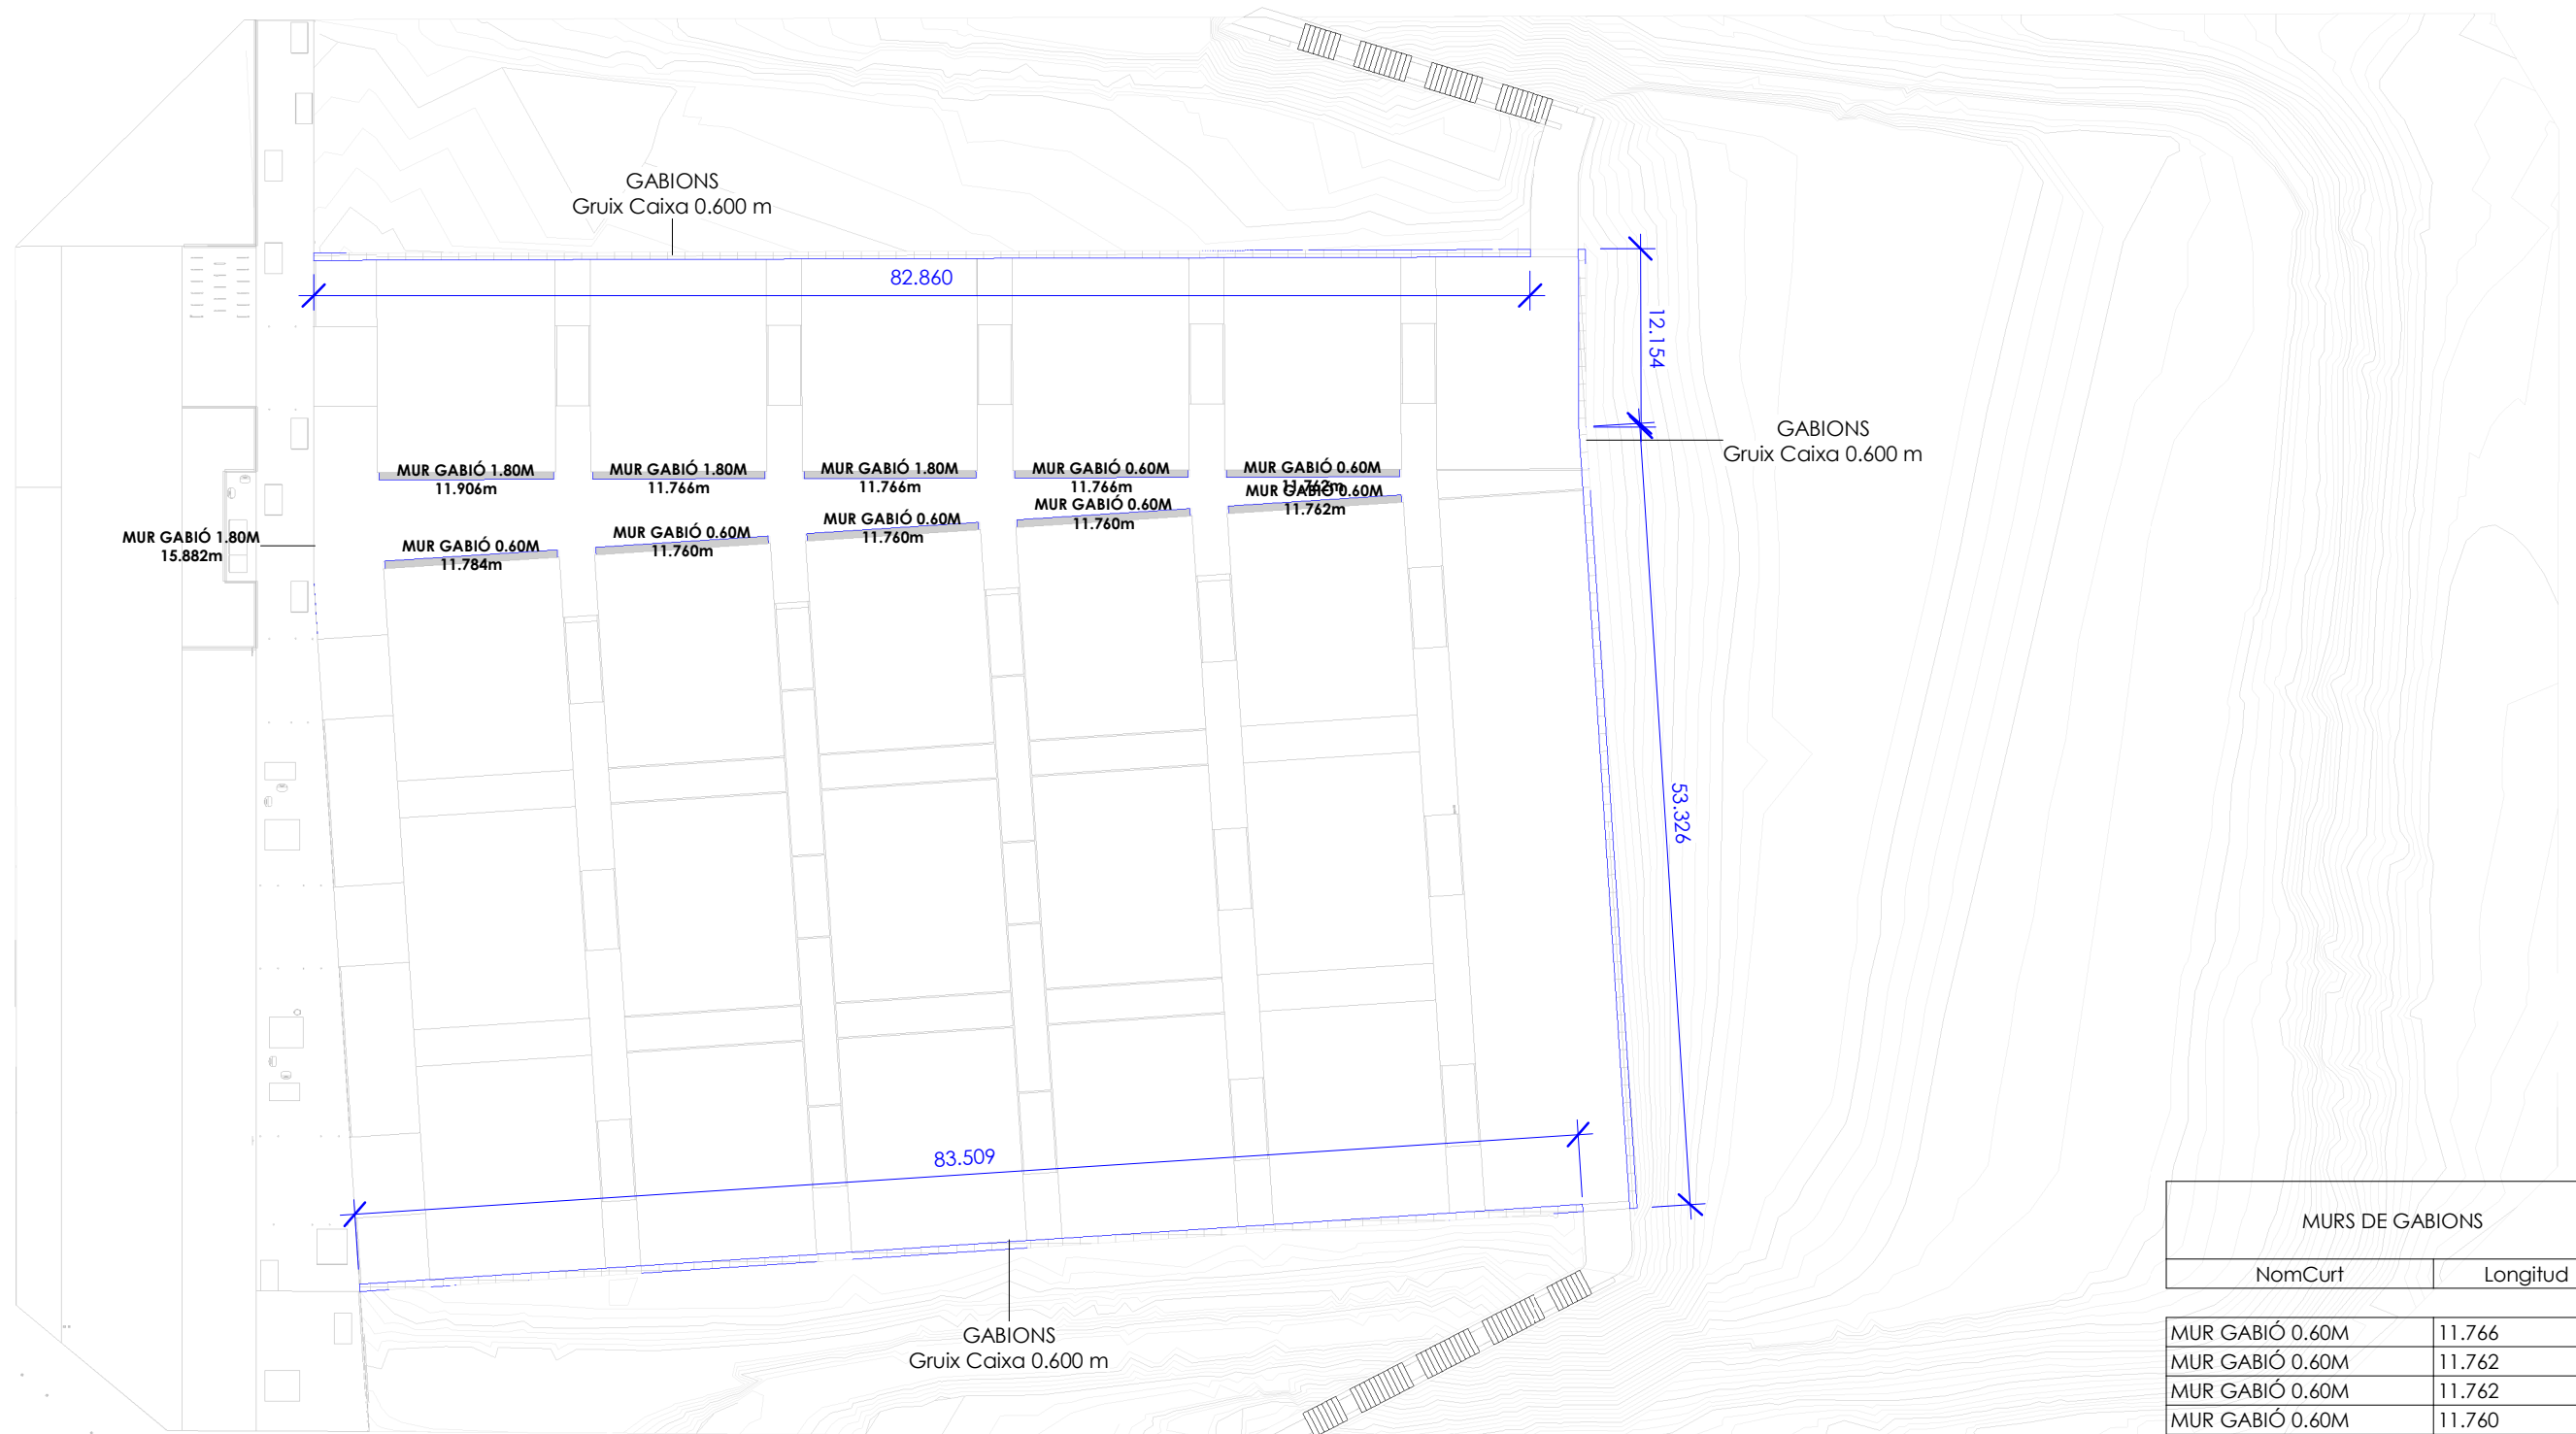 GABIONS
Gruix Caixa 0.600 m
82.860
12.154
GABIONS
Gruix Caixa 0.600 m
MUR GABIÓ 1.80M
11.906m
MUR GABIÓ 1.80M
11.766m
MUR GABIÓ 1.80M
11.766m
MUR GABIÓ 0.60M
11.766m
MUR GABIÓ 0.60M
11.762m
MUR GABIÓ 0.60M
11.762m
MUR GABIÓ 0.60M
11.760m
MUR GABIÓ 0.60M
11.760m
MUR GABIÓ 0.60M
11.760m
MUR GABIÓ 0.60M
11.784m
MUR GABIÓ 1.80M
15.882m
53.326
83.509
GABIONS
Gruix Caixa 0.600 m
MURS DE GABIONS
NomCurt Longitud
MUR GABIÓ 0.60M 11.766
MUR GABIÓ 0.60M 11.762
MUR GABIÓ 0.60M 11.762
MUR GABIÓ 0.60M 11.760